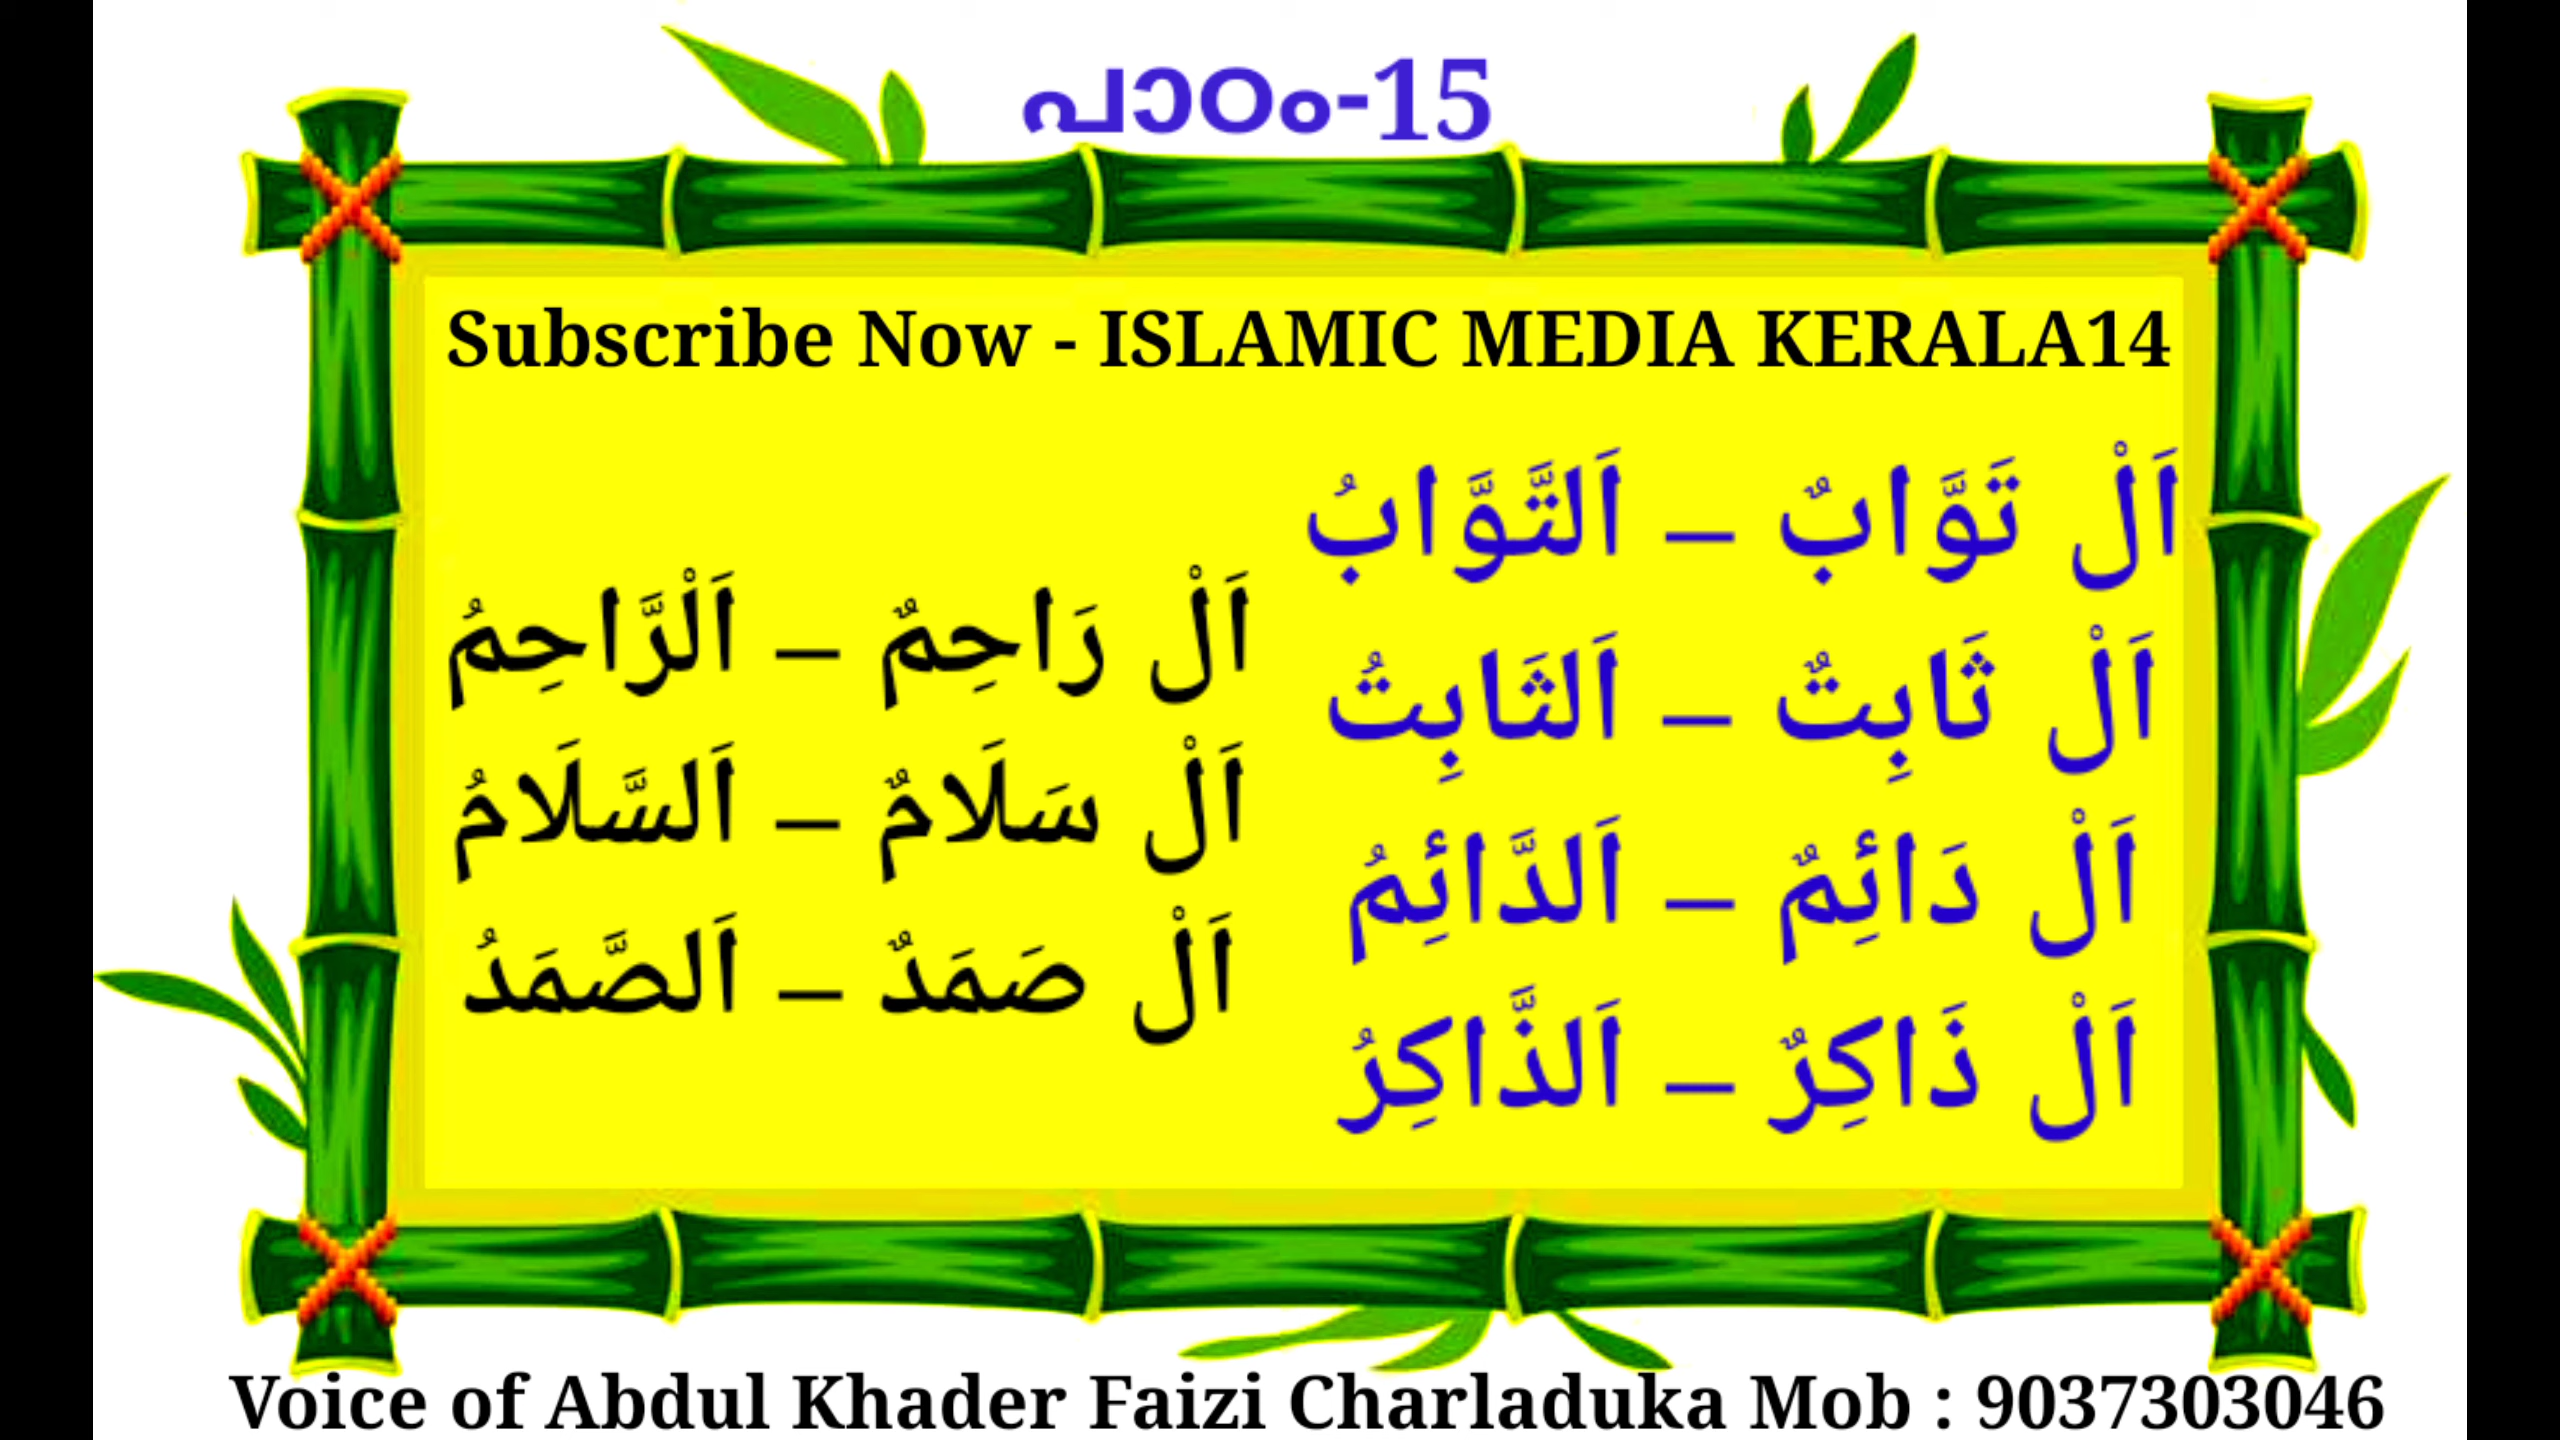 പാഠം-15
Subscribe Now - ISLAMIC MEDIA KERALA14
اَلْ تَوَّابٌ – اَلتَّوَّابُ
اَلْ ثَابِتٌ – اَلثَابِتُ
اَلْ دَائِمٌ – اَلدَّائِمُ
اَلْ ذَاكِرٌ – اَلذَّاكِرُ
اَلْ رَاحِمٌ – اَلْرَّاحِمُ
اَلْ سَلَامٌ – اَلسَّلَامُ
اَلْ صَمَدٌ – اَلصَّمَدُ
Voice of Abdul Khader Faizi Charladuka Mob : 9037303046